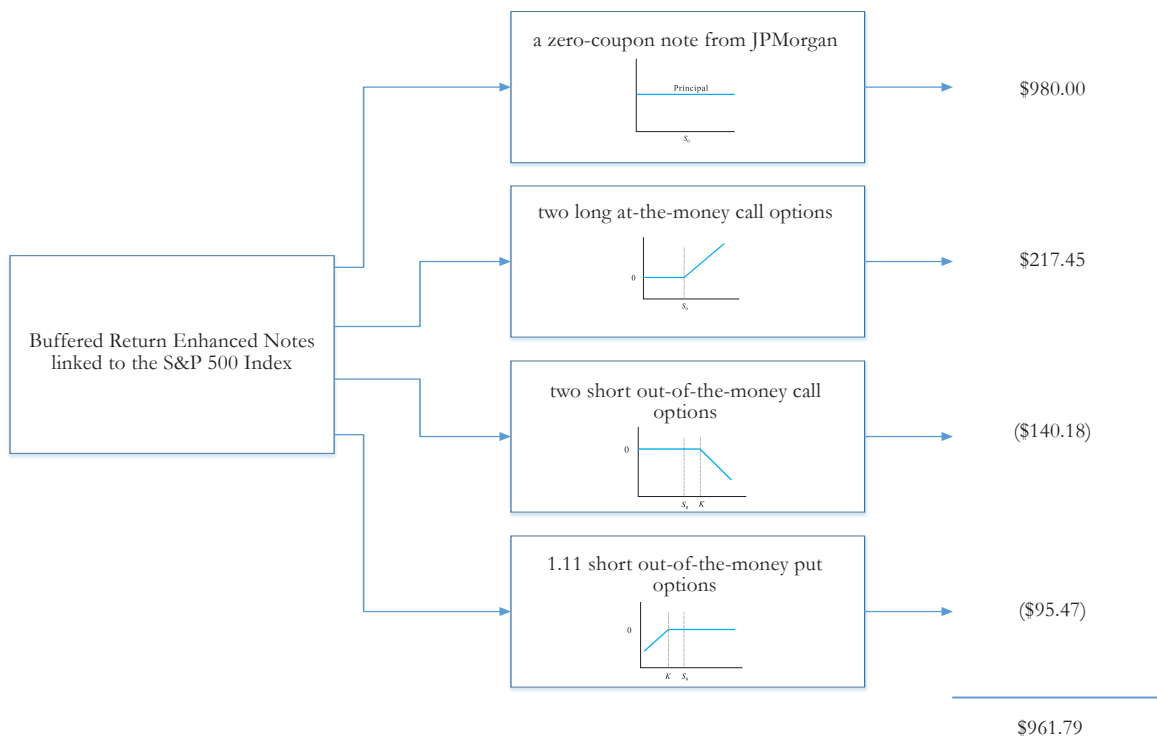 a zero-coupon note from JPMorgan
Principal
S0
$980.00
two long at-the-money call options
0
S0
$217.45
Buffered Return Enhanced Notes
linked to the S&P 500 Index
two short out-of-the-money call
options
0
S0 K
($140.18)
1.11 short out-of-the-money put
options
0
K S0
($95.47)
$961.79